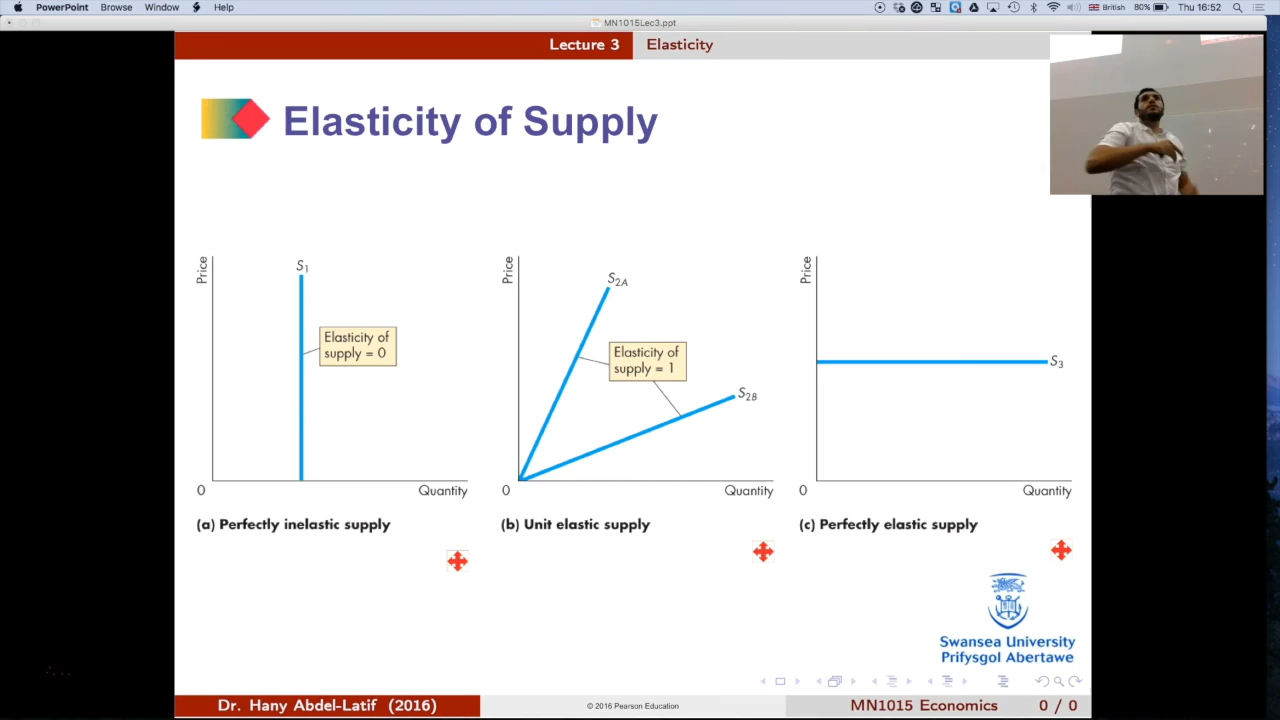 PowerPoint Browse Window Help British 80% Thu 16:52
MN1015Lec3.ppt
Lecture 3 Elasticity
Elasticity of Supply
Price
S1
Elasticity of
supply = 0
0
Quantity
(a) Perfectly inelastic supply
Price
S2A
Elasticity of
supply = 1
S2B
0
Quantity
(b) Unit elastic supply
Price
S3
0
Quantity
(c) Perfectly elastic supply
Swansea University
Prifysgol Abertawe
Dr. Hany Abdel-Latif (2016) © 2016 Pearson Education MN1015 Economics 0 / 0